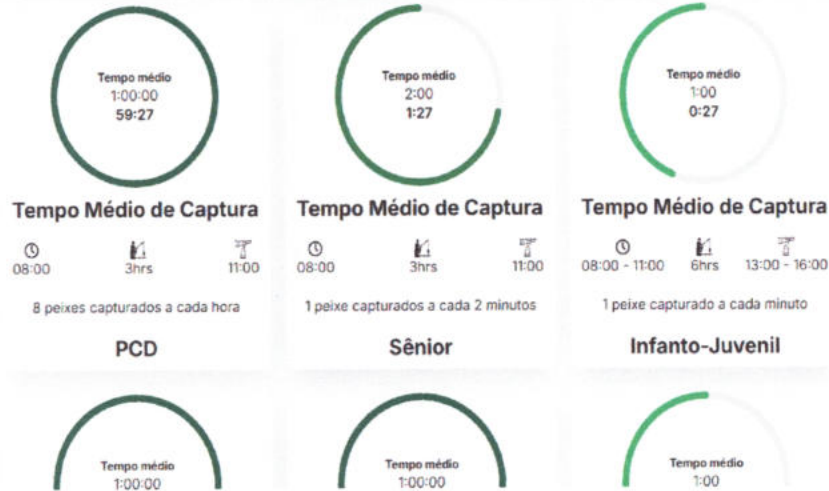 Tempo médio
1:00:00
59:27
Tempo Médio de Captura
08:00 3hrs 11:00
8 peixes capturados a cada hora
PCD
Tempo médio
2:00
1:27
Tempo Médio de Captura
08:00 3hrs 11:00
1 peixe capturados a cada 2 minutos
Sênior
Tempo médio
1:00
0:27
Tempo Médio de Captura
08:00 - 11:00 6hrs 13:00 - 16:00
1 peixe capturado a cada minuto
Infanto-Juvenil
Tempo médio
1:00:00
Tempo médio
1:00:00
Tempo médio
1:00